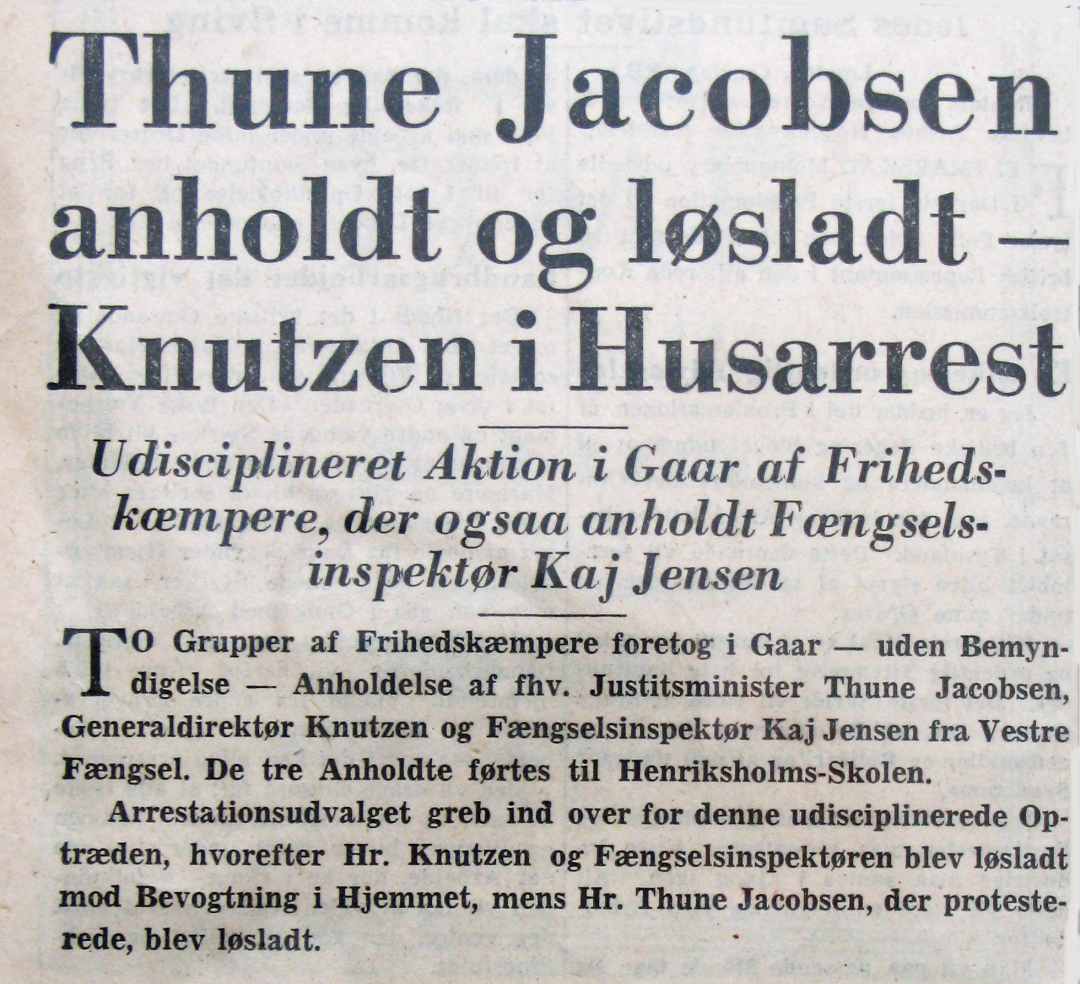 Thune Jacobsen
anholdt og løsladt –
Knutzen i Husarrest
Udisciplineret Aktion i Gaar af Friheds-
kæmpere, der ogsaa anholdt Fængsels-
inspektør Kaj Jensen
TO Grupper af Frihedskæmpere foretog i Gaar — uden Bemyn-
digelse — Anholdelse af fhv. Justitsminister Thune Jacobsen,
Generaldirektør Knutzen og Fængselsinspektør Kaj Jensen fra Vestre
Fængsel. De tre Anholdte førtes til Henriksholms-Skolen.
Arrestationsudvalget greb ind over for denne udisciplinerede Op-
træden, hvorefter Hr. Knutzen og Fængselsinspektøren blev løsladt
mod Bevogtning i Hjemmet, mens Hr. Thune Jacobsen, der proteste-
rede, blev løsladt.